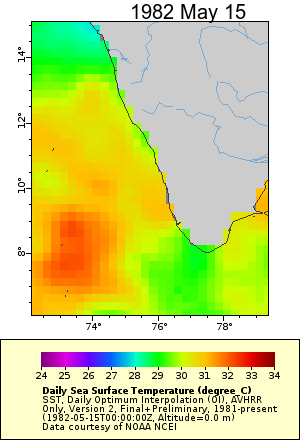 1982 May 15
14°
12°
10°
8°
74° 76° 78°
24 25 26 27 28 29 30 31 32 33 34
Daily Sea Surface Temperature (degree_C)
SST, Daily Optimum Interpolation (OI), AVHRR
Only, Version 2, Final+Preliminary, 1981-present
(1982-05-15T00:00:00Z, Altitude=0.0 m)
Data courtesy of NOAA NCEI